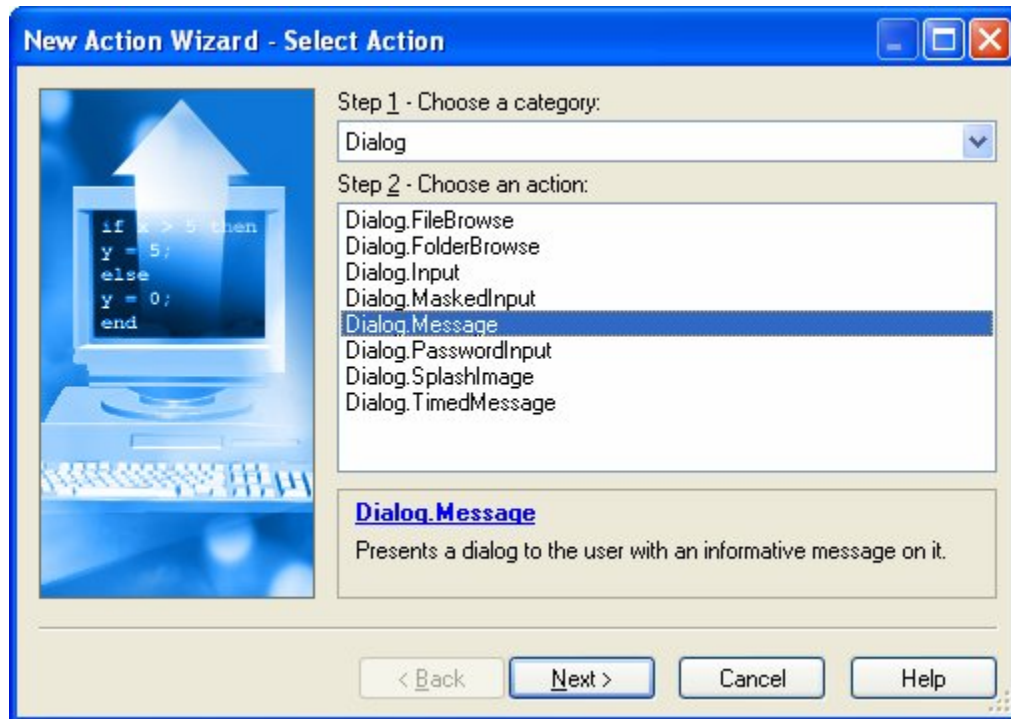 New Action Wizard - Select Action
Step 1 - Choose a category:
Dialog
Step 2 - Choose an action:
if x > 5 then
y = 5;
else
y = 0;
end
Dialog.FileBrowse
Dialog.FolderBrowse
Dialog.Input
Dialog.MaskedInput
Dialog.Message
Dialog.PasswordInput
Dialog.SplashImage
Dialog.TimedMessage
Dialog.Message
Presents a dialog to the user with an informative message on it.
< Back
Next >
Cancel
Help